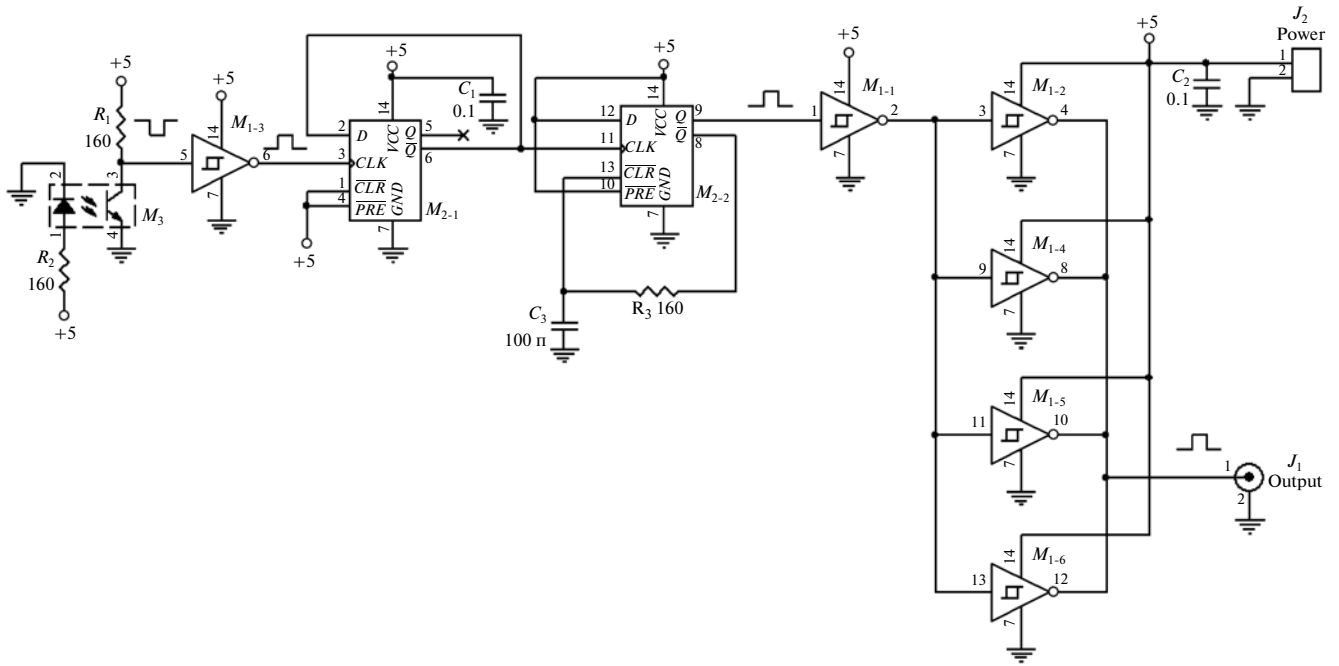 +5
R1
160
2
3
1
4
M3
R2
160
+5
+5
14
M1-3
5
6
7
+5
14
C1
0.1
2
D
VCC
Q
5
Q̅
6
3
CLK
1
C̅L̅R̅
4
P̅R̅E̅
GND
M2-1
7
+5
+5
14
12
D
VCC
Q
9
Q̅
8
11
CLK
13
C̅L̅R̅
10
P̅R̅E̅
GND
M2-2
7
R3 160
C3
100 п
+5
14
M1-1
1
2
7
+5
14
M1-2
3
4
7
14
M1-4
9
8
7
14
M1-5
11
10
7
14
M1-6
13
12
7
C2
0.1
J2
Power
1
2
J1
1
Output
2